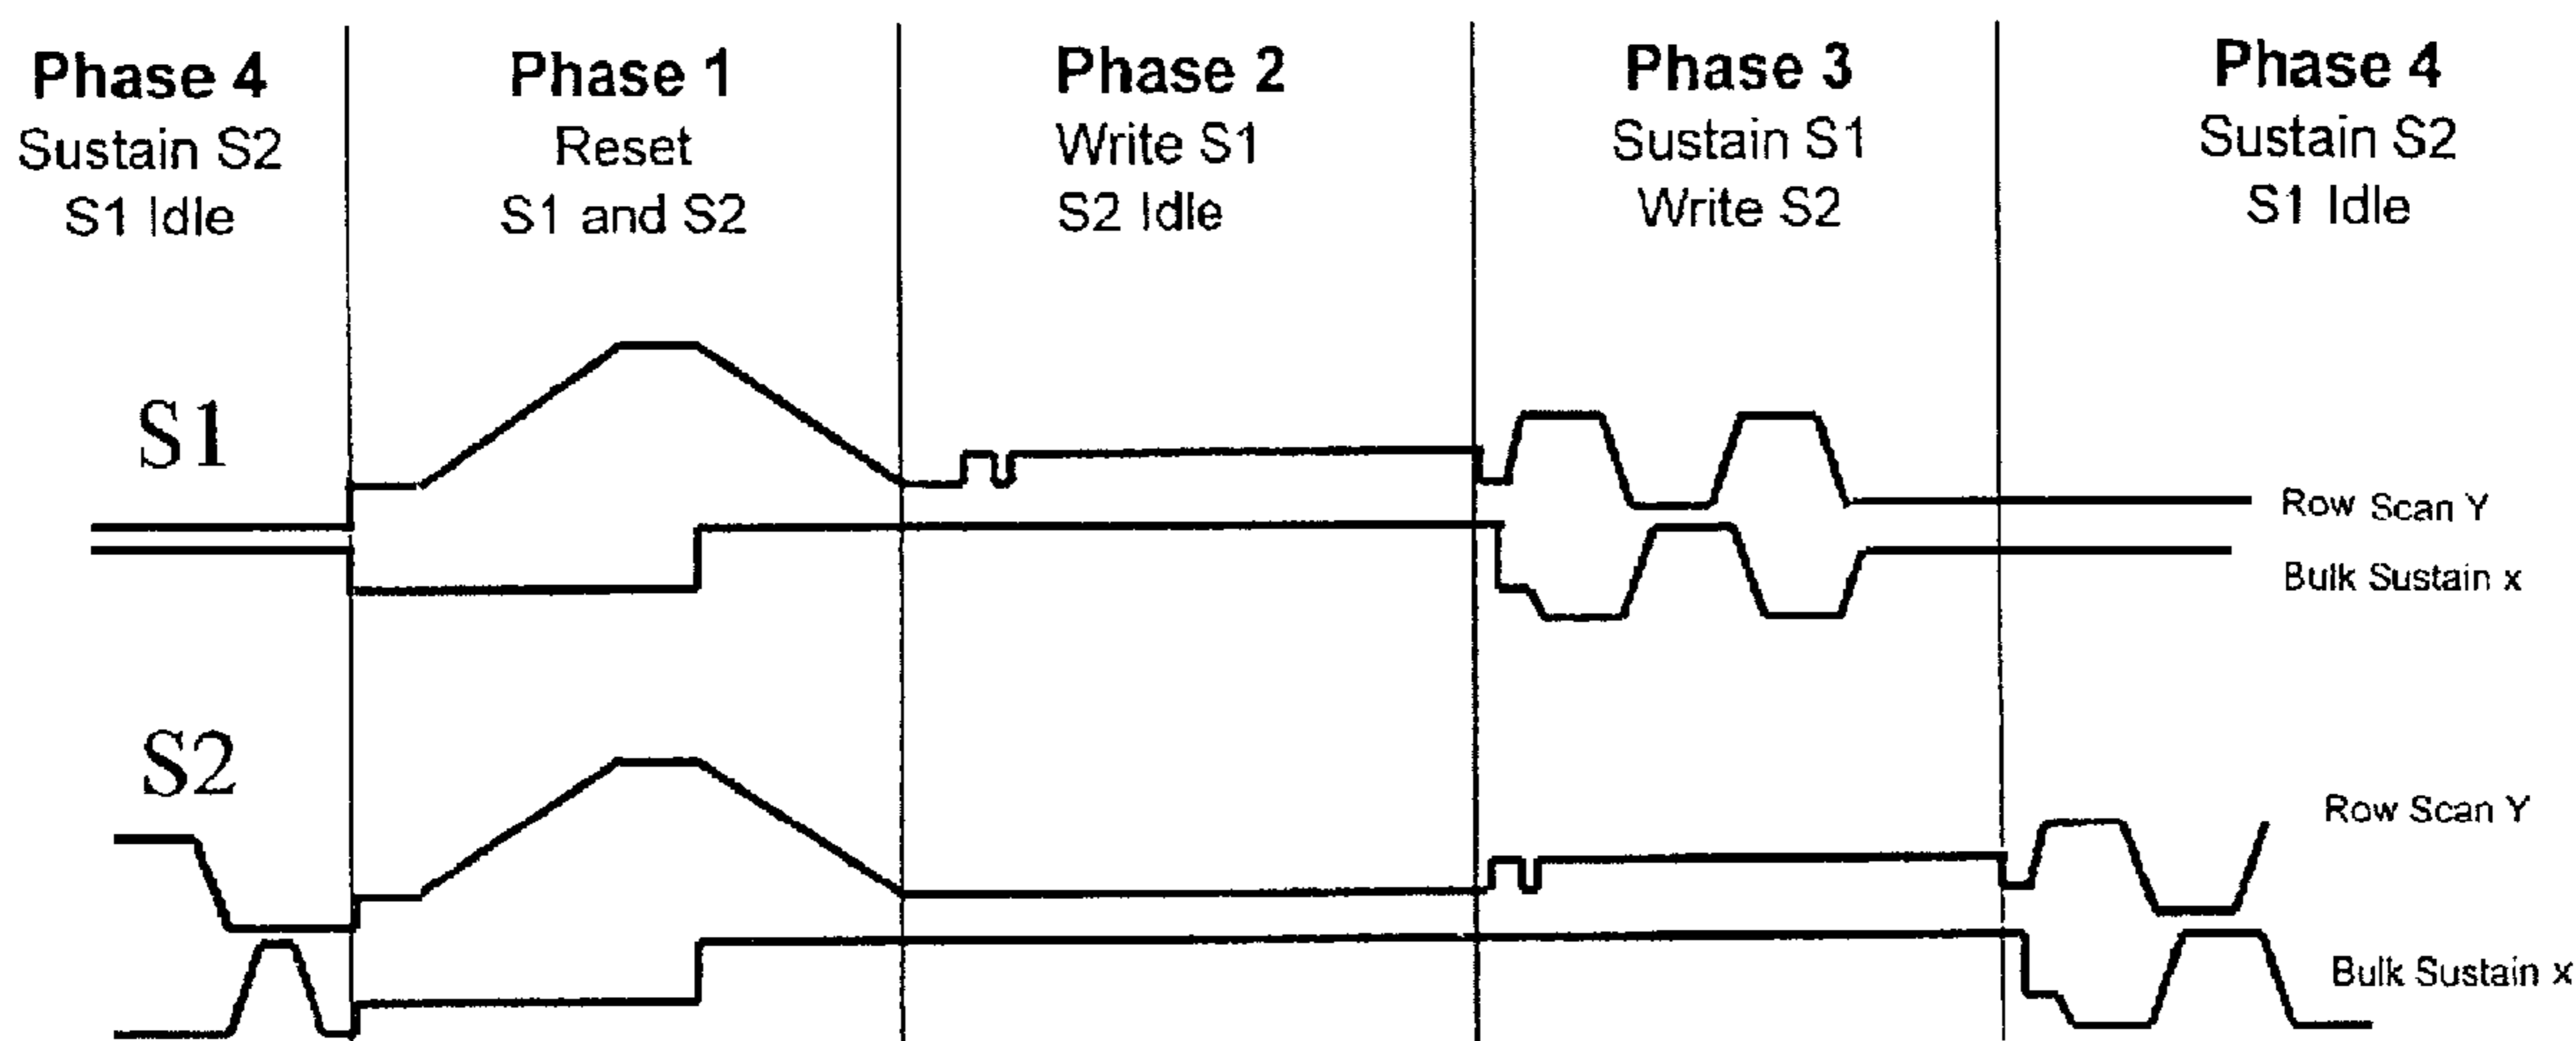 Phase 4
Sustain S2
S1 Idle
Phase 1
Reset
S1 and S2
Phase 2
Write S1
S2 Idle
Phase 3
Sustain S1
Write S2
Phase 4
Sustain S2
S1 Idle
S1
Row Scan Y
Bulk Sustain x
S2
Row Scan Y
Bulk Sustain x